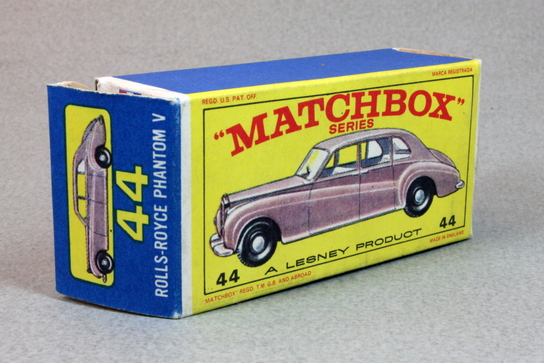 44
ROLLS-ROYCE PHANTOM V
REGD. U.S. PAT. OFF.
MARCA REGISTRADA
"MATCHBOX"
SERIES
44
A LESNEY PRODUCT
44
"MATCHBOX" REGD. T.M. G.B. AND ABROAD
MADE IN ENGLAND